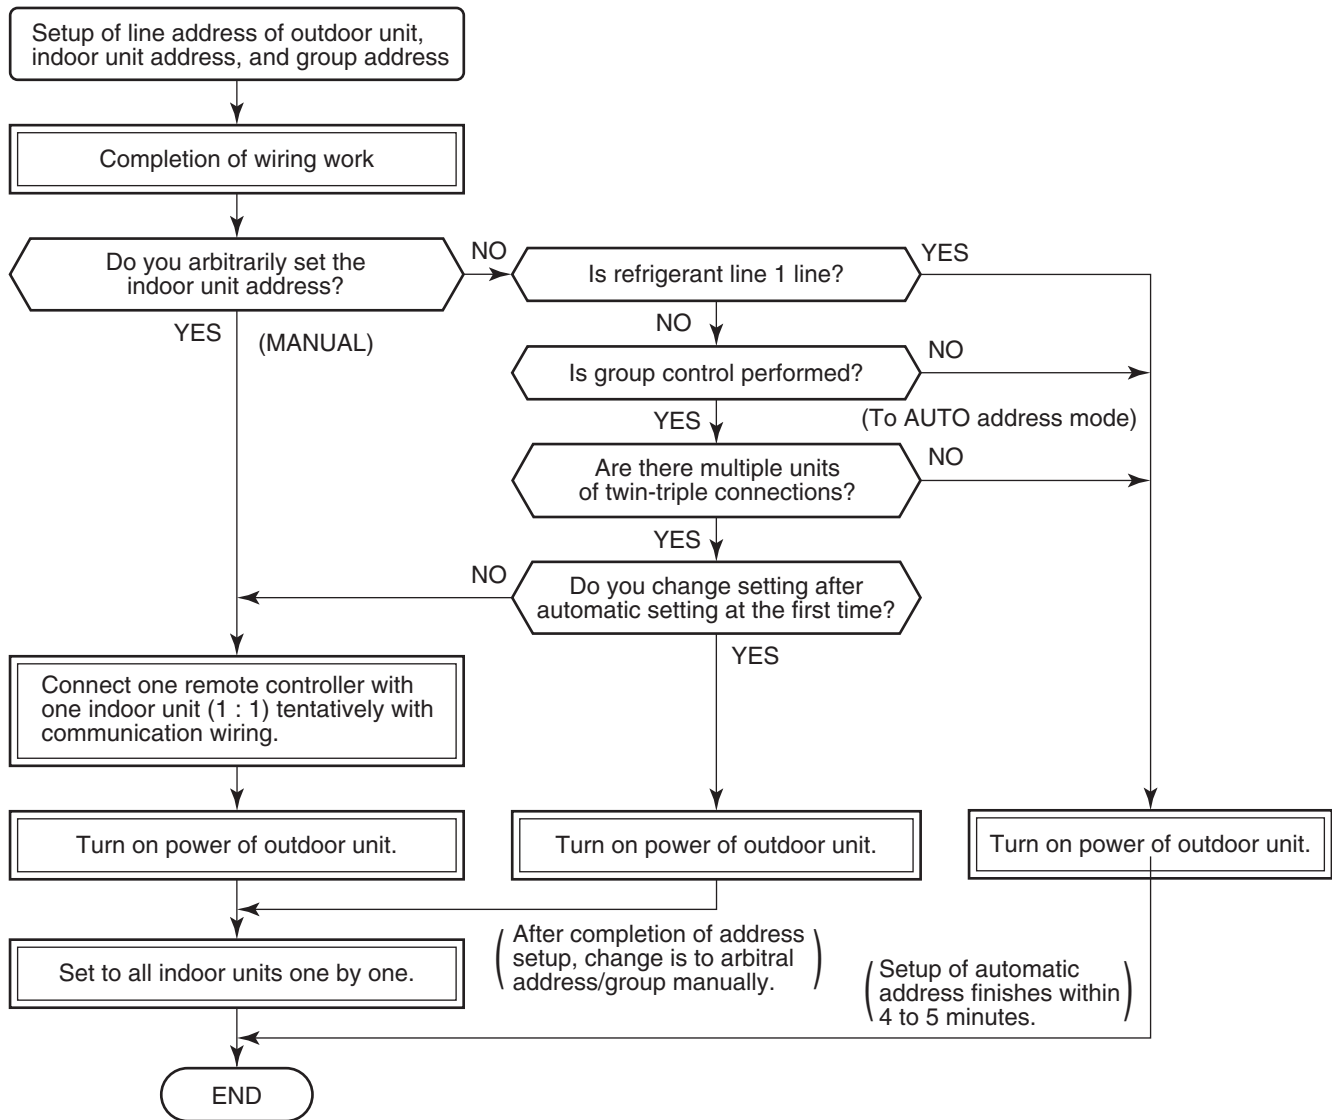 Setup of line address of outdoor unit,
indoor unit address, and group address
Completion of wiring work
Do you arbitrarily set the
indoor unit address?
NO
Is refrigerant line 1 line?
YES
YES
(MANUAL)
NO
Is group control performed?
NO
(To AUTO address mode)
YES
Are there multiple units
of twin-triple connections?
NO
YES
Do you change setting after
automatic setting at the first time?
NO
YES
Connect one remote controller with
one indoor unit (1 : 1) tentatively with
communication wiring.
Turn on power of outdoor unit.
Turn on power of outdoor unit.
Turn on power of outdoor unit.
After completion of address
setup, change is to arbitral
address/group manually.
Set to all indoor units one by one.
Setup of automatic
address finishes within
4 to 5 minutes.
END